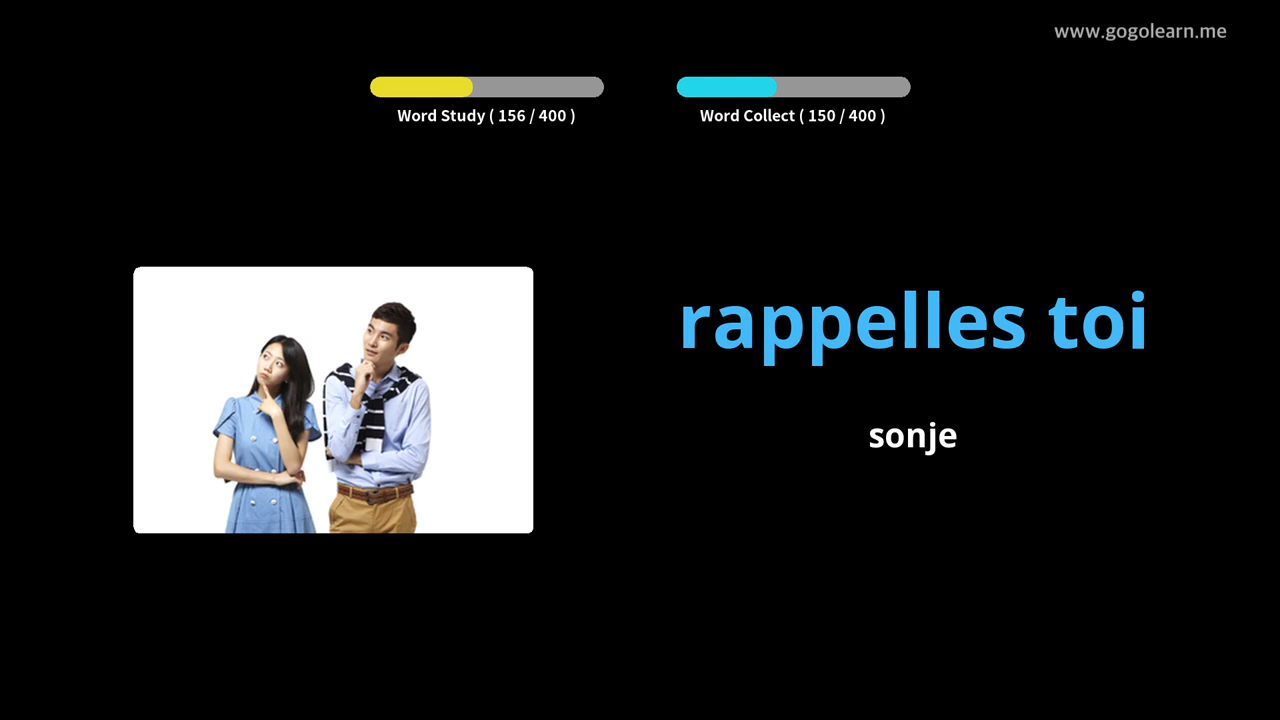 www.gogolearn.me
Word Study ( 156 / 400 )
Word Collect ( 150 / 400 )
rappelles toi
sonje